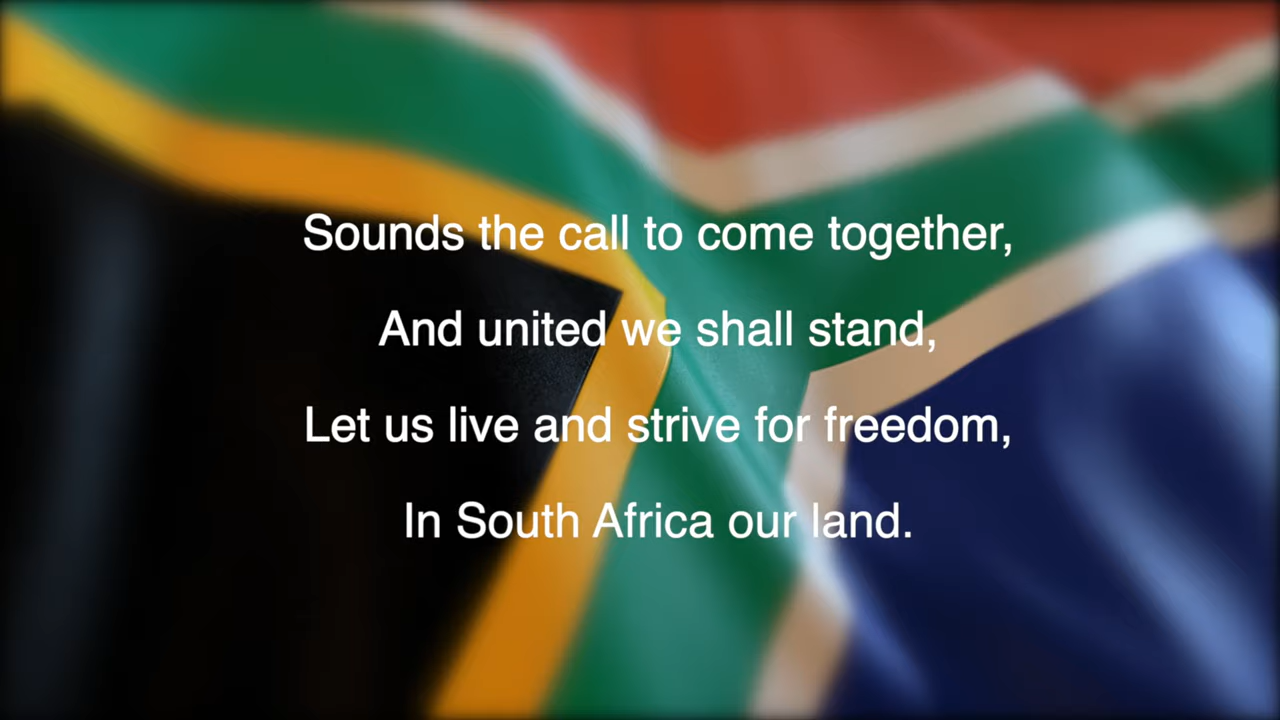 Sounds the call to come together,
And united we shall stand,
Let us live and strive for freedom,
In South Africa our land.